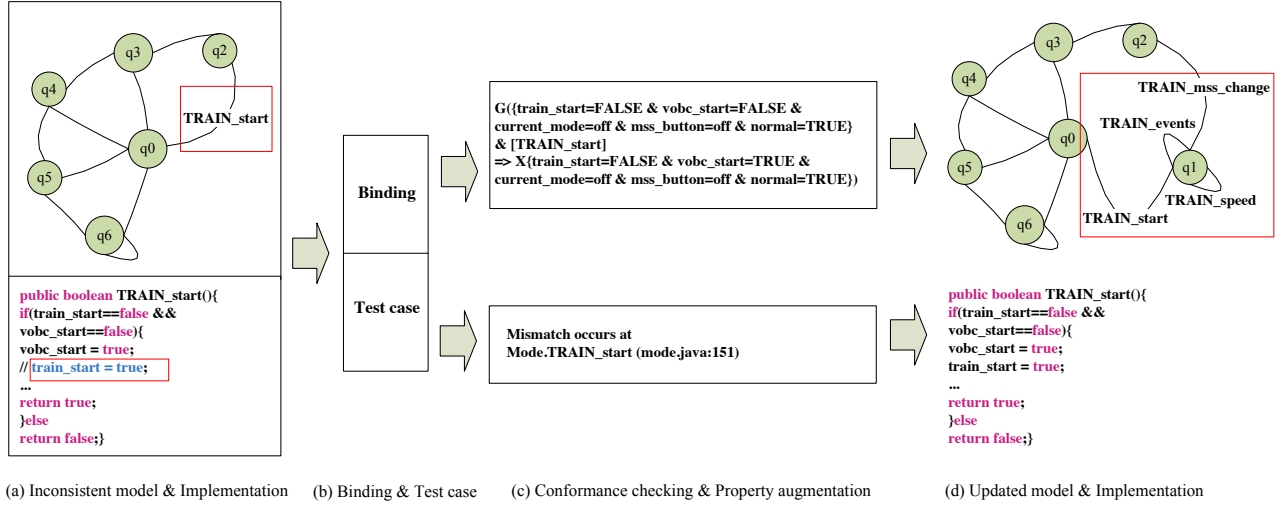 q3
q2
q4
TRAIN_start
q0
q5
q6
public boolean TRAIN_start(){
if(train_start==false &&
vobc_start==false){
vobc_start = true;
// train_start = true;
...
return true;
}else
return false;}
(a) Inconsistent model & Implementation
Binding
Test case
(b) Binding & Test case
G({train_start=FALSE & vobc_start=FALSE &
current_mode=off & mss_button=off & normal=TRUE}
& [TRAIN_start]
=> X{train_start=FALSE & vobc_start=TRUE &
current_mode=off & mss_button=off & normal=TRUE})
Mismatch occurs at
Mode.TRAIN_start (mode.java:151)
(c) Conformance checking & Property augmentation
q3
q2
q4
TRAIN_mss_change
TRAIN_events
q0
q5
q1
TRAIN_speed
TRAIN_start
q6
public boolean TRAIN_start(){
if(train_start==false &&
vobc_start==false){
vobc_start = true;
train_start = true;
...
return true;
}else
return false;}
(d) Updated model & Implementation